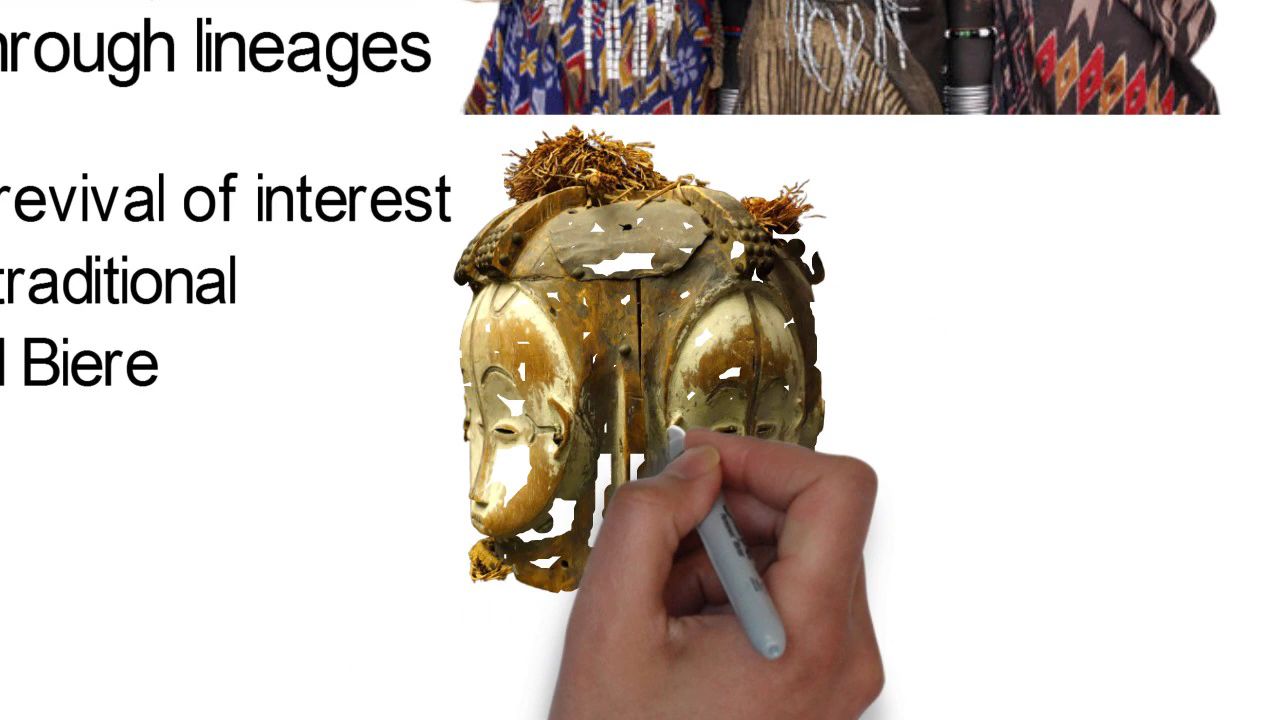 hrough lineages
revival of interest
traditional
l Biere